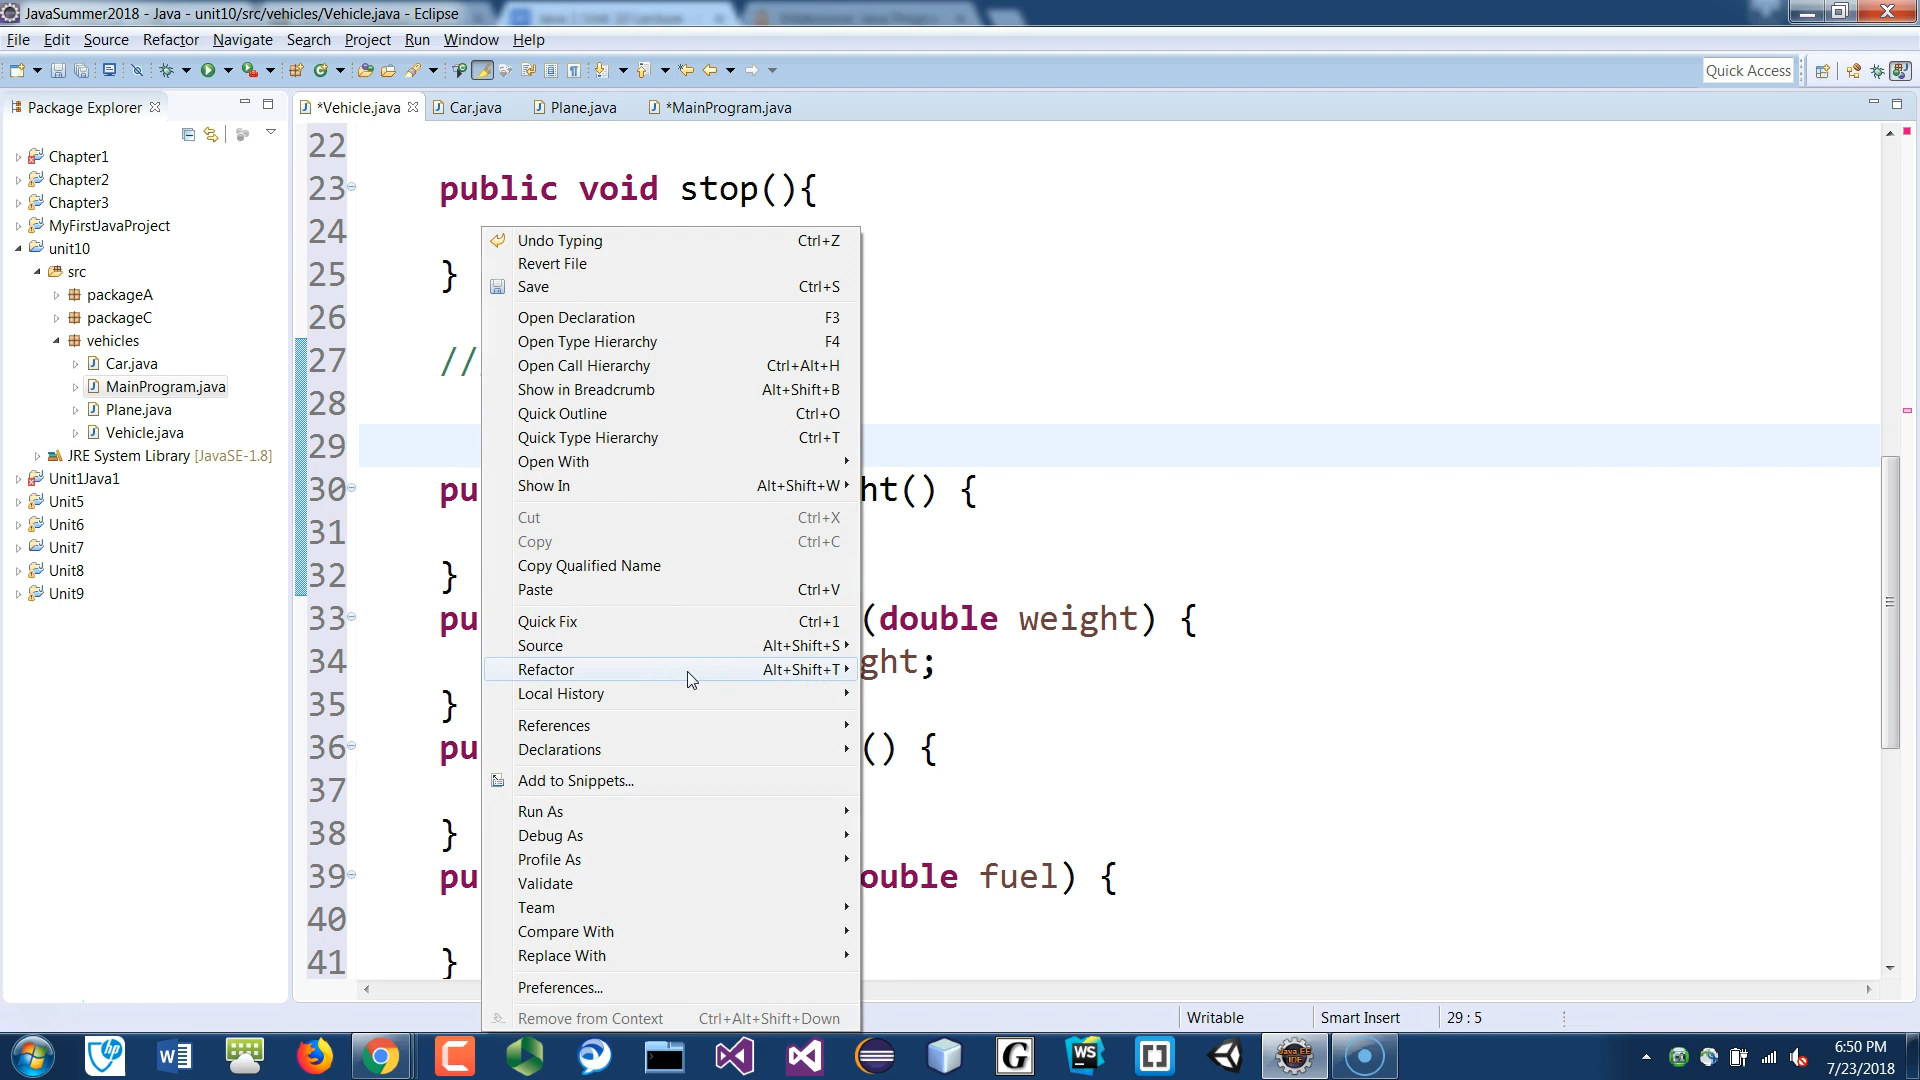 JavaSummer2018 - Java - unit10/src/vehicles/Vehicle.java - Eclipse
File Edit Source Refactor Navigate Search Project Run Window Help
Quick Access
Package Explorer
*Vehicle.java Car.java Plane.java *MainProgram.java
Chapter1
Chapter2
Chapter3
MyFirstJavaProject
unit10
src
packageA
packageC
vehicles
Car.java
MainProgram.java
Plane.java
Vehicle.java
JRE System Library [JavaSE-1.8]
Unit1Java1
Unit5
Unit6
Unit7
Unit8
Unit9
22
23 public void stop(){
24
25 }
26
27 //
28
29
30 pu ht() {
31
32 }
33 pu (double weight) {
34 ght;
35 }
36 pu () {
37
38 }
39 pu ouble fuel) {
40
41 }
Undo Typing Ctrl+Z
Revert File
Save Ctrl+S
Open Declaration F3
Open Type Hierarchy F4
Open Call Hierarchy Ctrl+Alt+H
Show in Breadcrumb Alt+Shift+B
Quick Outline Ctrl+O
Quick Type Hierarchy Ctrl+T
Open With
Show In Alt+Shift+W
Cut Ctrl+X
Copy Ctrl+C
Copy Qualified Name
Paste Ctrl+V
Quick Fix Ctrl+1
Source Alt+Shift+S
Refactor Alt+Shift+T
Local History
References
Declarations
Add to Snippets...
Run As
Debug As
Profile As
Validate
Team
Compare With
Replace With
Preferences...
Remove from Context Ctrl+Alt+Shift+Down
Writable Smart Insert 29 : 5
6:50 PM
7/23/2018